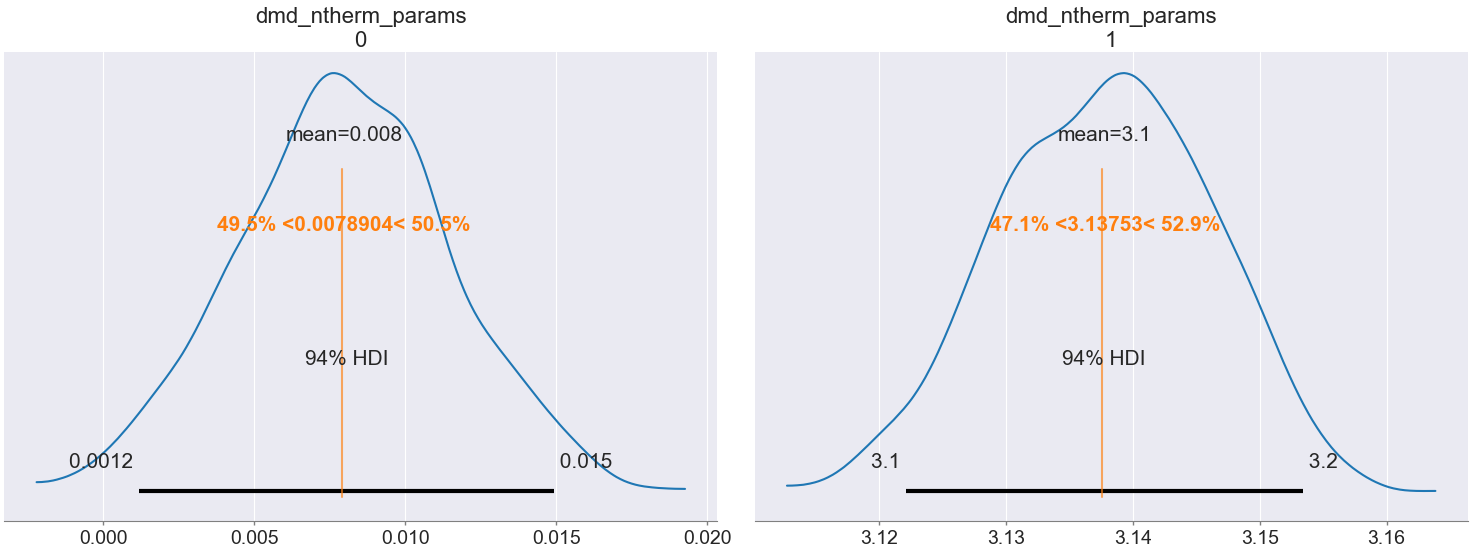 dmd_ntherm_params
0
mean=0.008
49.5% <0.0078904< 50.5%
94% HDI
0.0012
0.015
0.000
0.005
0.010
0.015
0.020
dmd_ntherm_params
1
mean=3.1
47.1% <3.13753< 52.9%
94% HDI
3.1
3.2
3.12
3.13
3.14
3.15
3.16